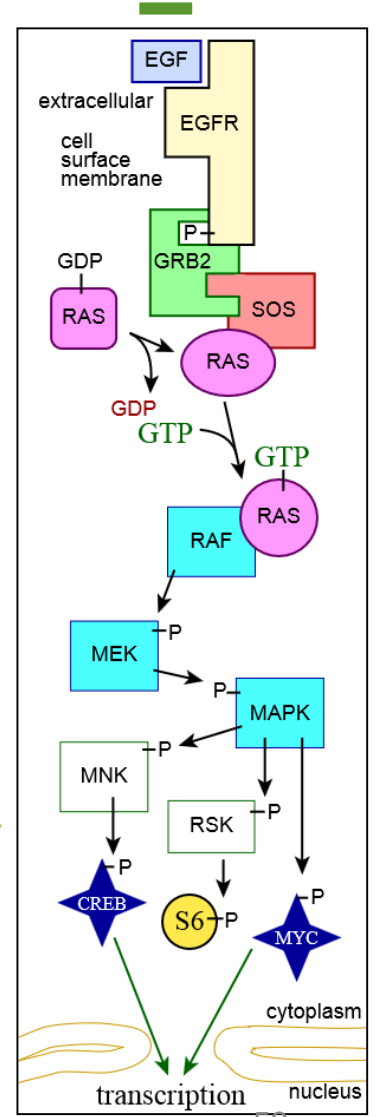 EGF
extracellular
EGFR
cell
surface
membrane
P
GRB2
GDP
SOS
RAS
RAS
GDP
GTP
GTP
RAS
RAF
P
MEK
P
MAPK
P
MNK
P
RSK
P
CREB
P
S6
P
MYC
cytoplasm
transcription
nucleus